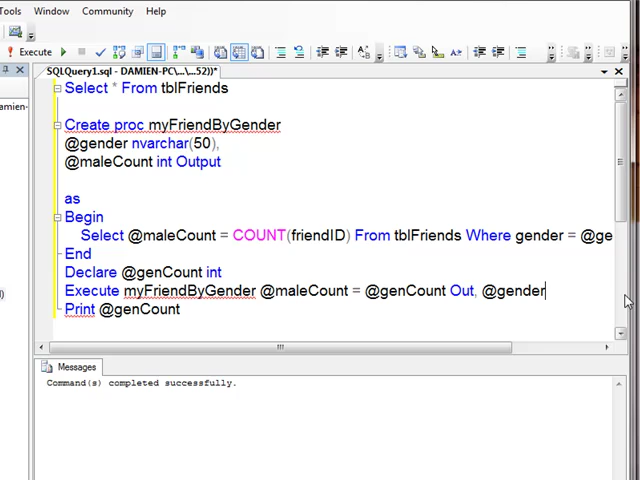 Tools Window Community Help
Execute
SQLQuery1.sql - DAMIEN-PC\...\...52))*
amien-
Select * From tblFriends
Create proc myFriendByGender
@gender nvarchar(50),
@maleCount int Output
as
Begin
Select @maleCount = COUNT(friendID) From tblFriends Where gender = @ge
End
Declare @genCount int
)
Execute myFriendByGender @maleCount = @genCount Out, @gender
Print @genCount
Messages
Command(s) completed successfully.